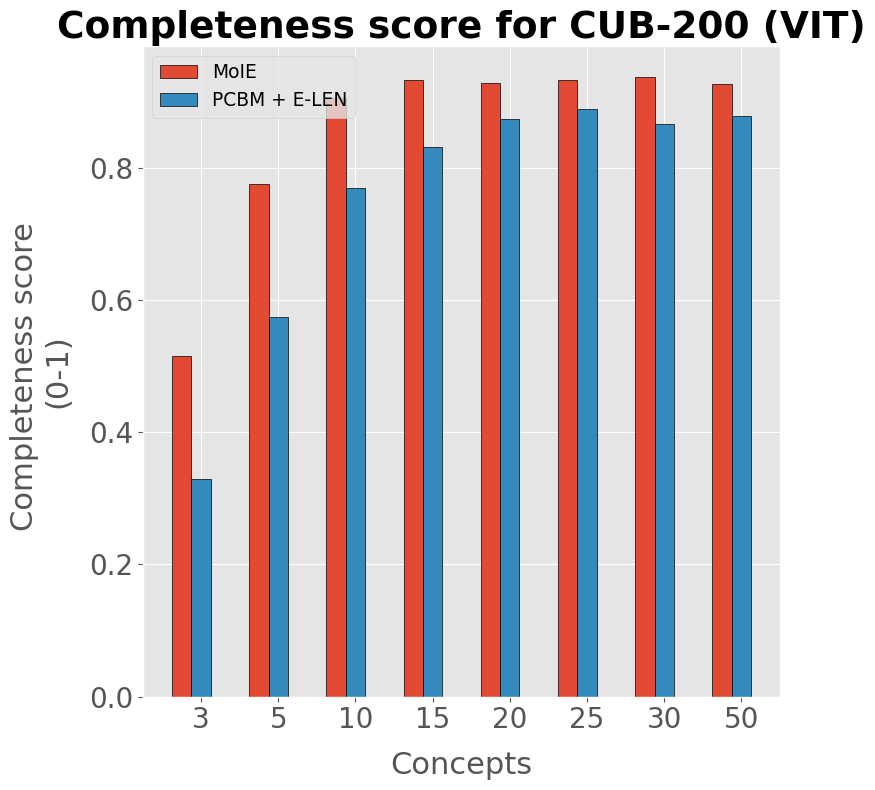 Completeness score for CUB-200 (VIT)
MoIE
PCBM + E-LEN
Completeness score
(0-1)
0.8
0.6
0.4
0.2
0.0
3 5 10 15 20 25 30 50
Concepts